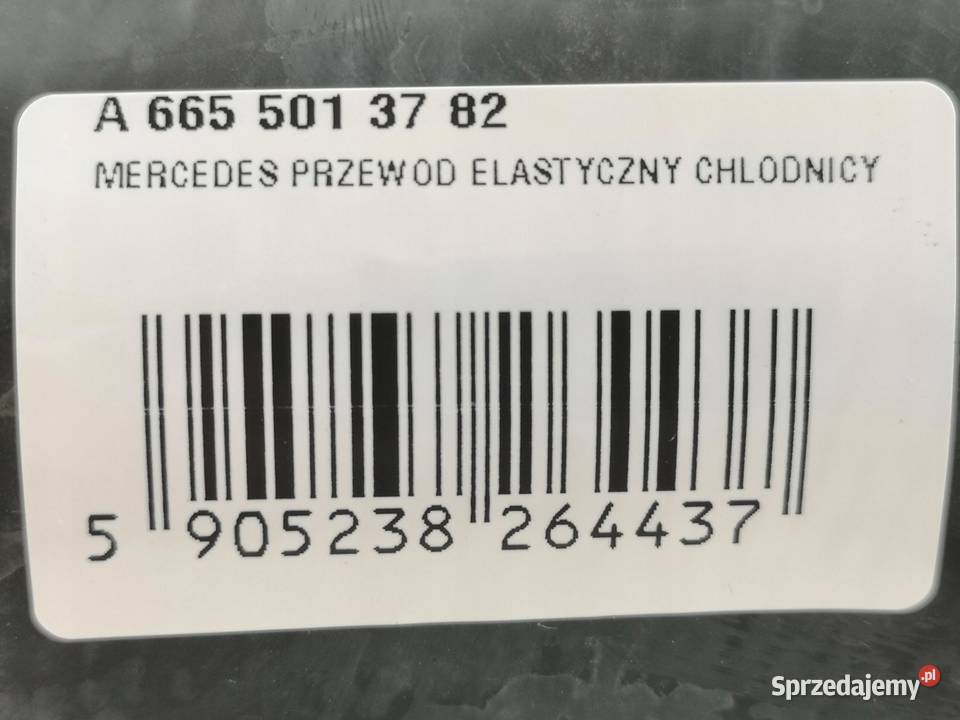 A 665 501 37 82
MERCEDES PRZEWOD ELASTYCZNY CHLODNICY
5 905238 264437
Sprzedajemy.pl